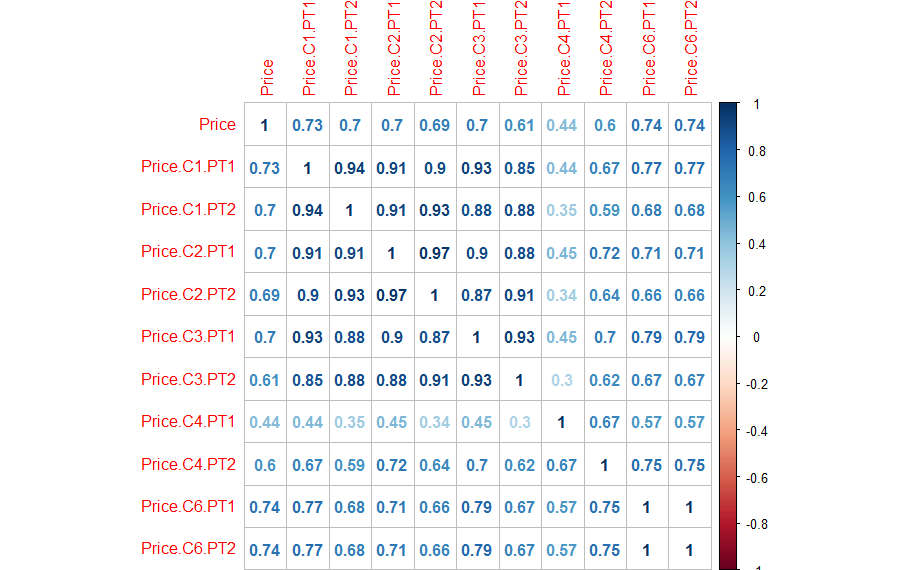 Price Price.C1.PT1 Price.C1.PT2 Price.C2.PT1 Price.C2.PT2 Price.C3.PT1 Price.C3.PT2 Price.C4.PT1 Price.C4.PT2 Price.C6.PT1 Price.C6.PT2
Price 1 0.73 0.7 0.7 0.69 0.7 0.61 0.44 0.6 0.74 0.74
Price.C1.PT1 0.73 1 0.94 0.91 0.9 0.93 0.85 0.44 0.67 0.77 0.77
Price.C1.PT2 0.7 0.94 1 0.91 0.93 0.88 0.88 0.35 0.59 0.68 0.68
Price.C2.PT1 0.7 0.91 0.91 1 0.97 0.9 0.88 0.45 0.72 0.71 0.71
Price.C2.PT2 0.69 0.9 0.93 0.97 1 0.87 0.91 0.34 0.64 0.66 0.66
Price.C3.PT1 0.7 0.93 0.88 0.9 0.87 1 0.93 0.45 0.7 0.79 0.79
Price.C3.PT2 0.61 0.85 0.88 0.88 0.91 0.93 1 0.3 0.62 0.67 0.67
Price.C4.PT1 0.44 0.44 0.35 0.45 0.34 0.45 0.3 1 0.67 0.57 0.57
Price.C4.PT2 0.6 0.67 0.59 0.72 0.64 0.7 0.62 0.67 1 0.75 0.75
Price.C6.PT1 0.74 0.77 0.68 0.71 0.66 0.79 0.67 0.57 0.75 1 1
Price.C6.PT2 0.74 0.77 0.68 0.71 0.66 0.79 0.67 0.57 0.75 1 1
1
0.8
0.6
0.4
0.2
0
-0.2
-0.4
-0.6
-0.8
-1